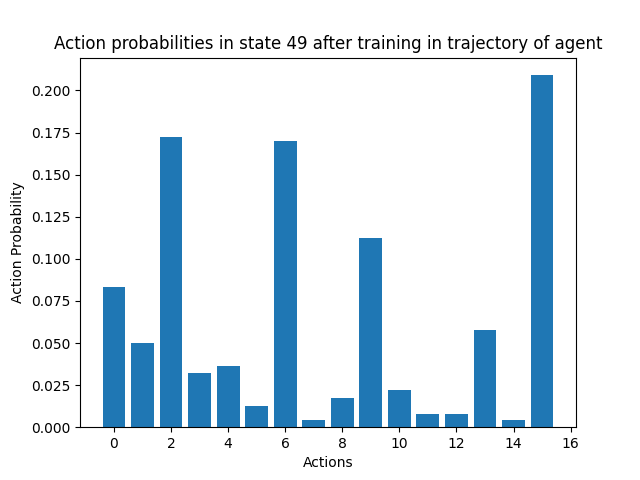 Action probabilities in state 49 after training in trajectory of agent
0.200
0.175
0.150
0.125
0.100
0.075
0.050
0.025
0.000
Action Probability
0 2 4 6 8 10 12 14 16
Actions